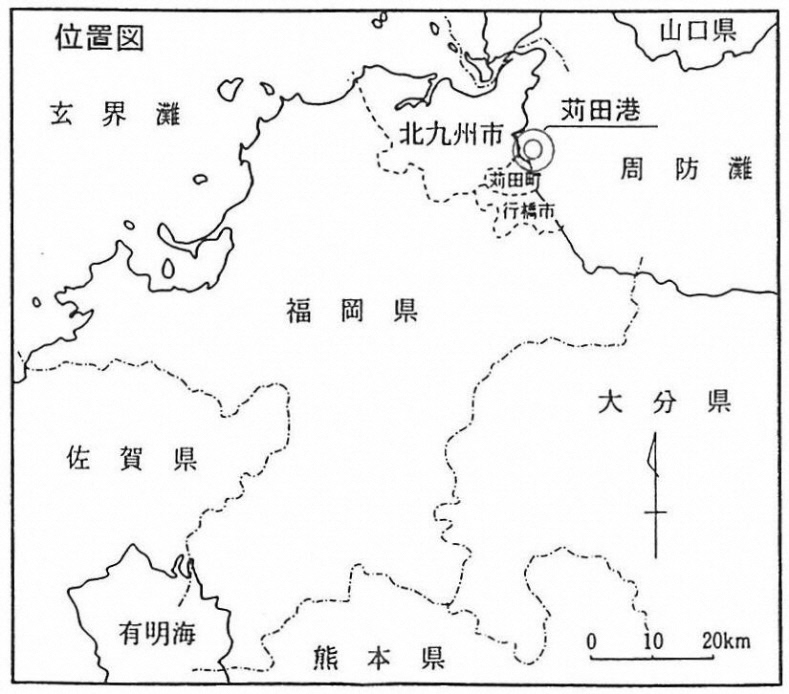 位置図
山口県
玄界灘
苅田港
北九州市
周防灘
苅田町
行橋市
福岡県
大分県
佐賀県
有明海
熊本県
0 10 20km